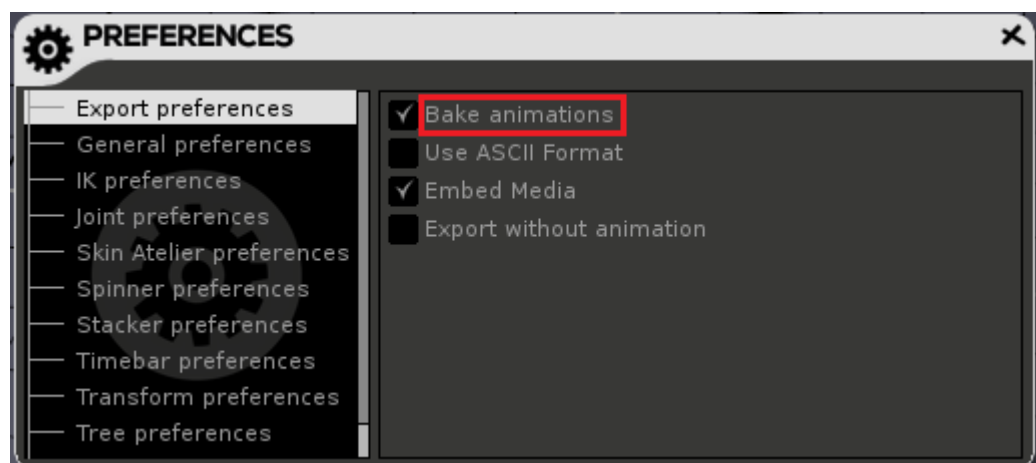 PREFERENCES
Export preferences
General preferences
IK preferences
Joint preferences
Skin Atelier preferences
Spinner preferences
Stacker preferences
Timebar preferences
Transform preferences
Tree preferences
Bake animations
Use ASCII Format
Embed Media
Export without animation